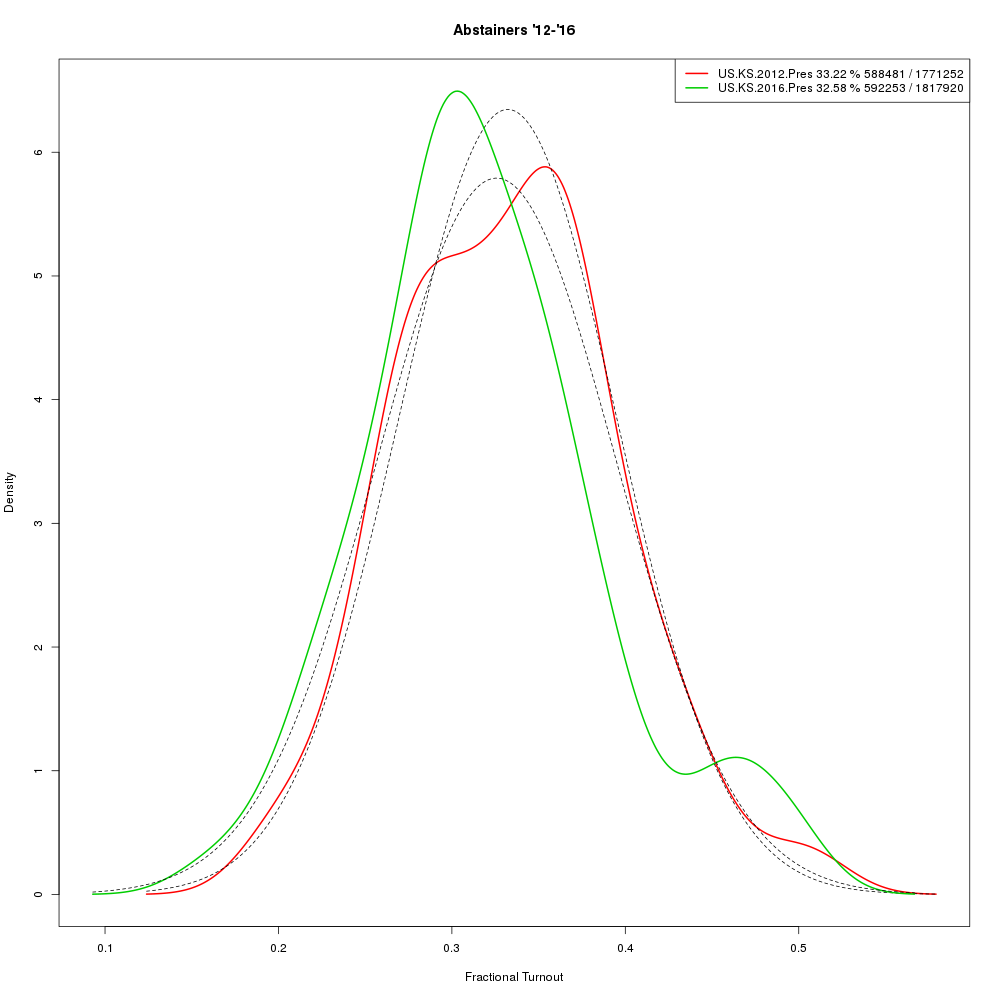 Abstainers '12-'16
US.KS.2012.Pres 33.22 % 588481 / 1771252
US.KS.2016.Pres 32.58 % 592253 / 1817920
Density
6
5
4
3
2
1
0
0.1 0.2 0.3 0.4 0.5
Fractional Turnout